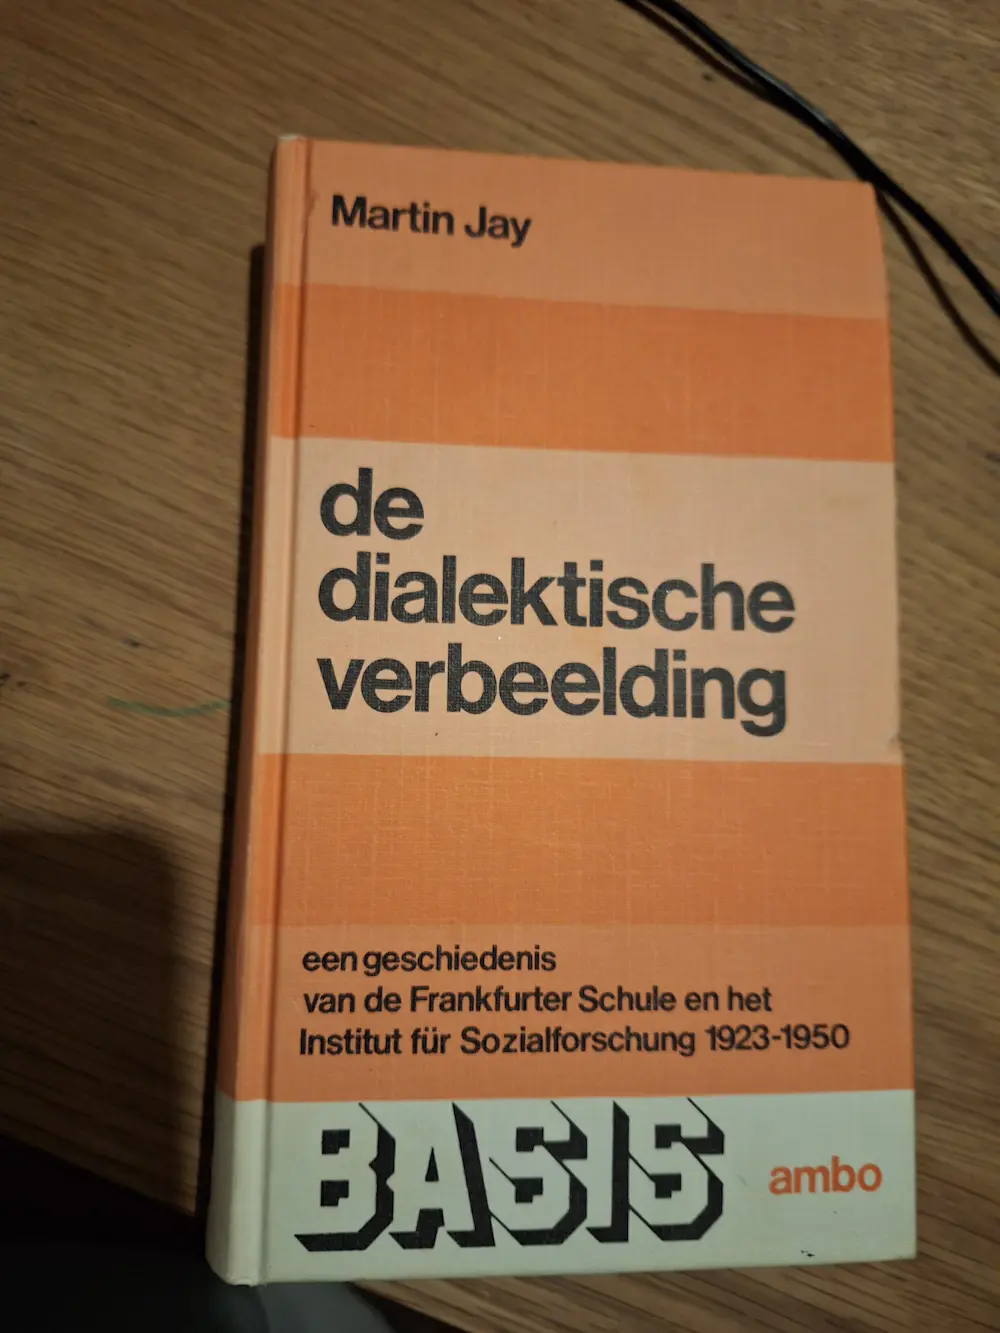 Martin Jay
de
dialektische
verbeelding
een geschiedenis
van de Frankfurter Schule en het
Institut für Sozialforschung 1923-1950
BASIS
ambo